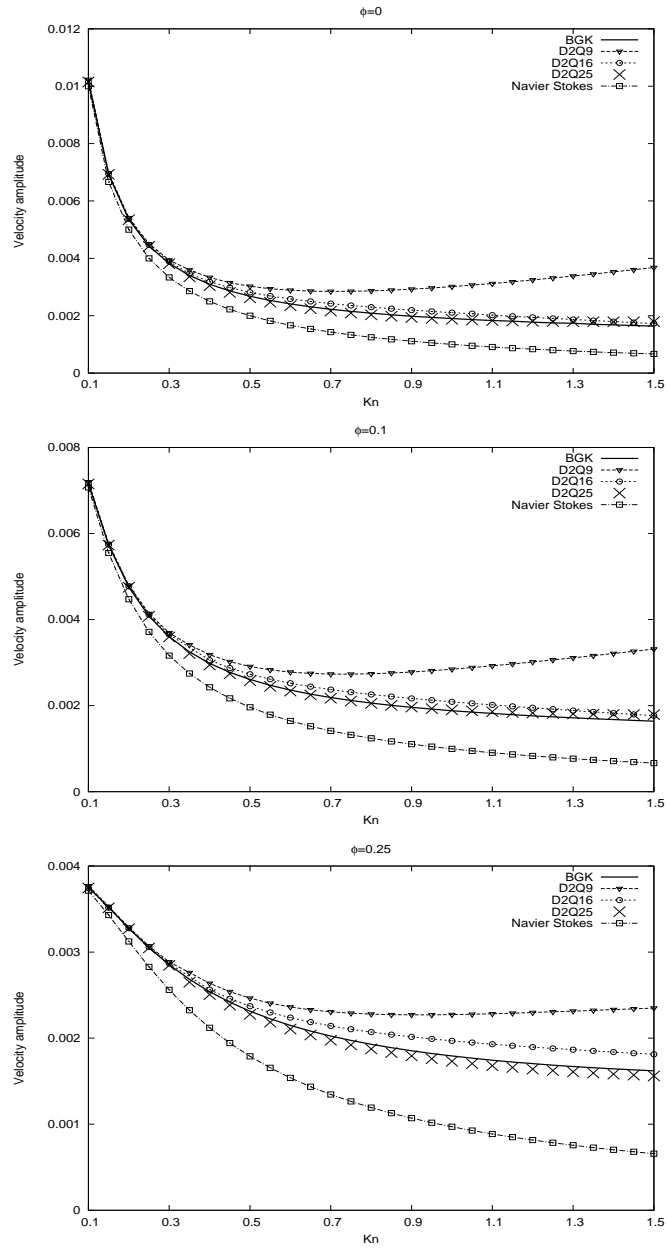 ϕ=0
0.012
0.01
0.008
0.006
0.004
0.002
0
Velocity amplitude
BGK
D2Q9
D2Q16
D2Q25
Navier Stokes
0.1 0.3 0.5 0.7 0.9 1.1 1.3 1.5
Kn
ϕ=0.1
0.008
0.006
0.004
0.002
0
Velocity amplitude
BGK
D2Q9
D2Q16
D2Q25
Navier Stokes
0.1 0.3 0.5 0.7 0.9 1.1 1.3 1.5
Kn
ϕ=0.25
0.004
0.003
0.002
0.001
0
Velocity amplitude
BGK
D2Q9
D2Q16
D2Q25
Navier Stokes
0.1 0.3 0.5 0.7 0.9 1.1 1.3 1.5
Kn